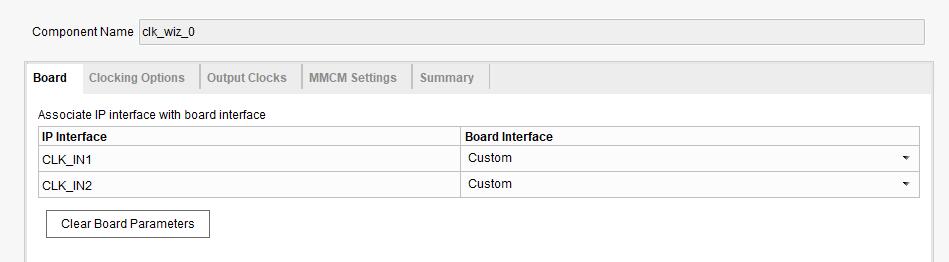 Component Name clk_wiz_0
Board Clocking Options Output Clocks MMCM Settings Summary
Associate IP interface with board interface
IP Interface Board Interface
CLK_IN1 Custom
CLK_IN2 Custom
Clear Board Parameters